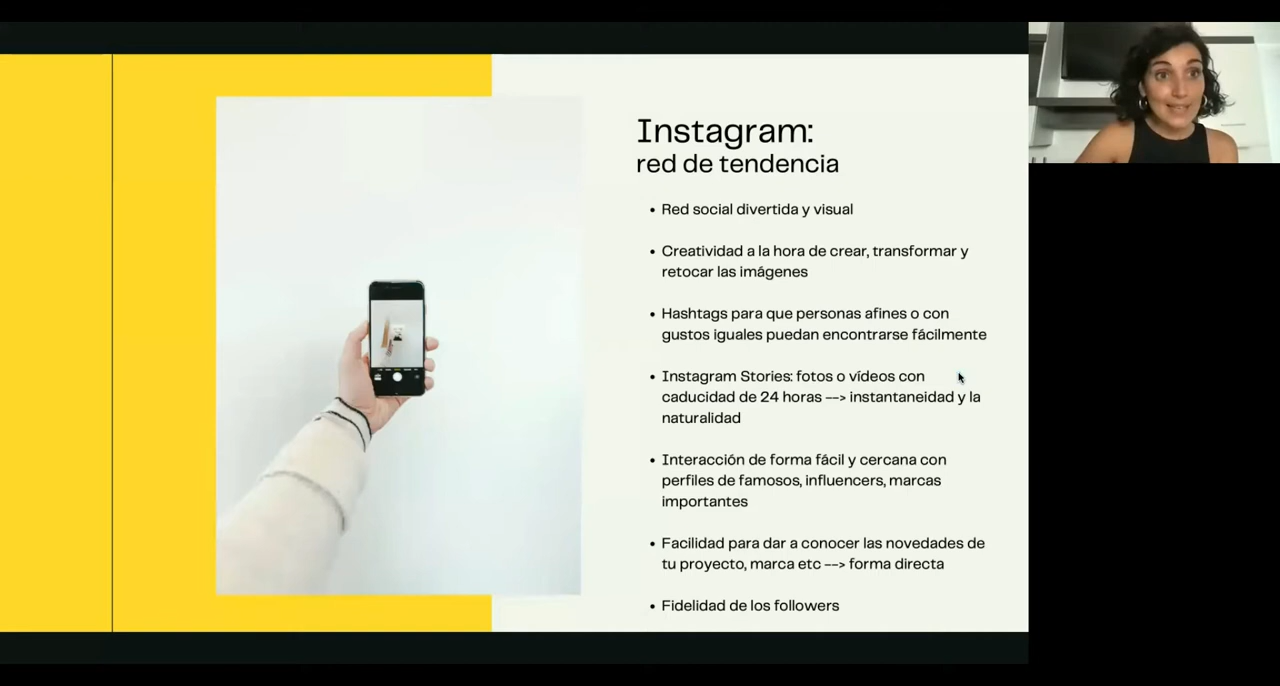 Instagram:
red de tendencia
• Red social divertida y visual
• Creatividad a la hora de crear, transformar y
retocar las imágenes
• Hashtags para que personas afines o con
gustos iguales puedan encontrarse fácilmente
• Instagram Stories: fotos o vídeos con
caducidad de 24 horas --> instantaneidad y la
naturalidad
• Interacción de forma fácil y cercana con
perfiles de famosos, influencers, marcas
importantes
• Facilidad para dar a conocer las novedades de
tu proyecto, marca etc --> forma directa
• Fidelidad de los followers